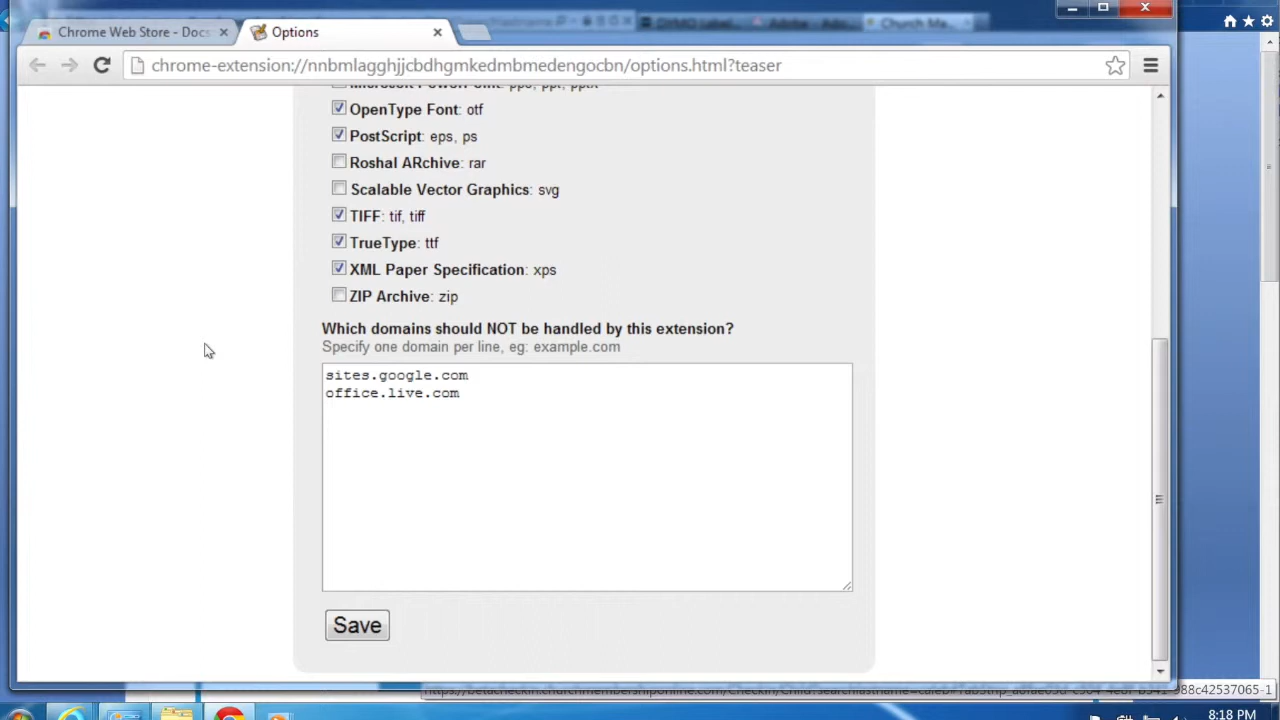 Chrome Web Store - Docs
Options
chrome-extension://nnbmlagghjjcbdhgmkedmbmedengocbn/options.html?teaser
OpenType Font: otf
PostScript: eps, ps
Roshal ARchive: rar
Scalable Vector Graphics: svg
TIFF: tif, tiff
TrueType: ttf
XML Paper Specification: xps
ZIP Archive: zip
Which domains should NOT be handled by this extension?
Specify one domain per line, eg: example.com
sites.google.com
office.live.com
Save
8:18 PM